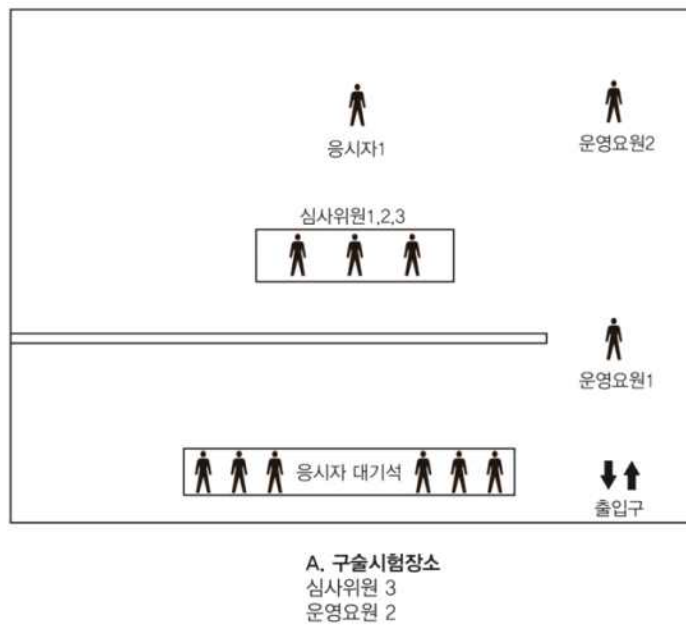 응시자1
운영요원2
심사위원1,2,3
운영요원1
응시자 대기석
출입구
A. 구술시험장소
심사위원 3
운영요원 2